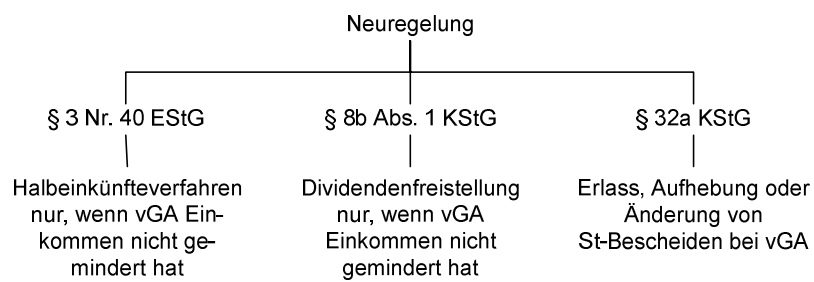 Neuregelung
§ 3 Nr. 40 EStG
§ 8b Abs. 1 KStG
§ 32a KStG
Halbeinkünfteverfahren
nur, wenn vGA Ein-
kommen nicht ge-
mindert hat
Dividendenfreistellung
nur, wenn vGA
Einkommen nicht
gemindert hat
Erlass, Aufhebung oder
Änderung von
St-Bescheiden bei vGA